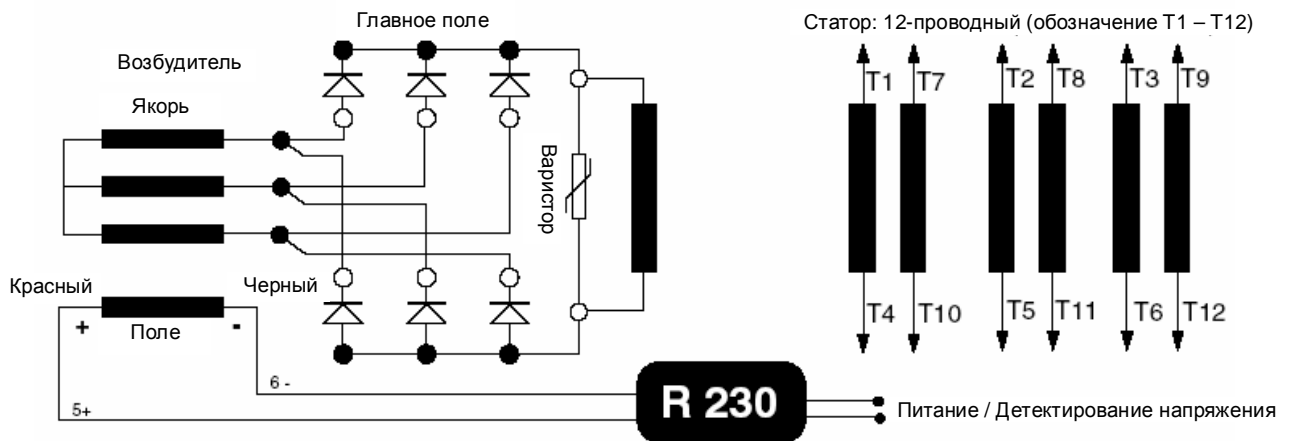 Главное поле
Статор: 12-проводный (обозначение T1 – T12)
Возбудитель
Якорь
T1
T7
T2
T8
T3
T9
Варистор
Красный
Черный
+
Поле
-
T4
T10
T5
T11
T6
T12
6 -
5+
R 230
Питание / Детектирование напряжения